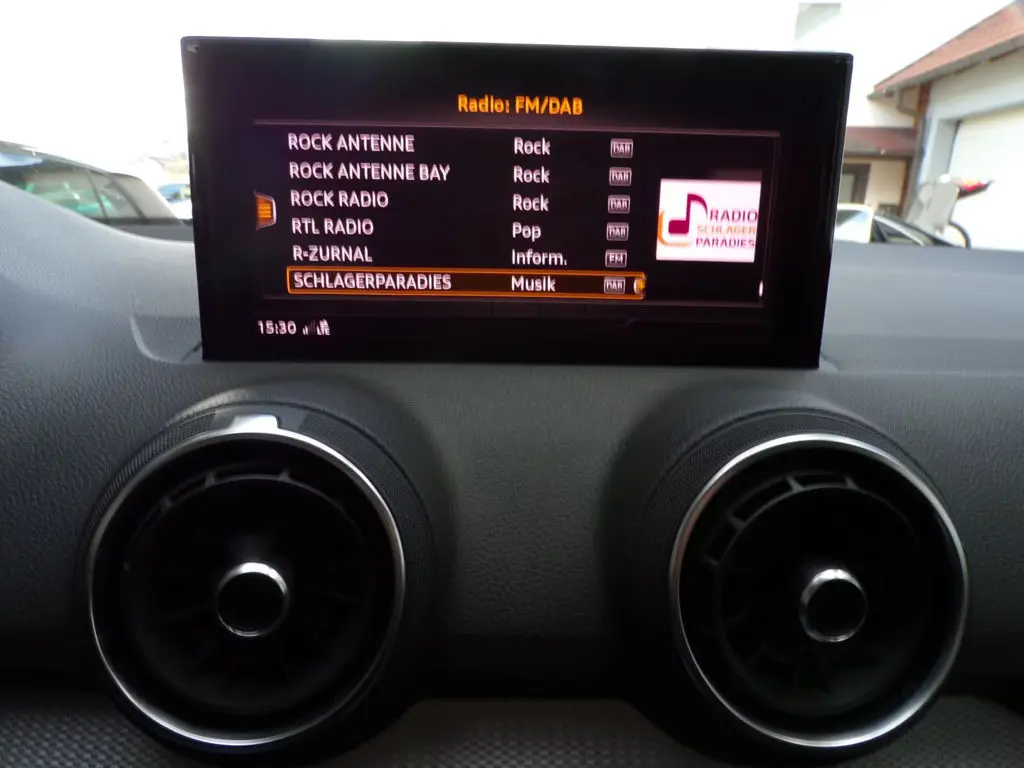 Radio: FM/DAB
ROCK ANTENNE Rock DAB
ROCK ANTENNE BAY Rock DAB
ROCK RADIO Rock DAB
RTL RADIO Pop DAB
R-ZURNAL Inform. FM
SCHLAGERPARADIES Musik DAB
RADIO
SCHLAGER
PARADIES
15:30 LTE